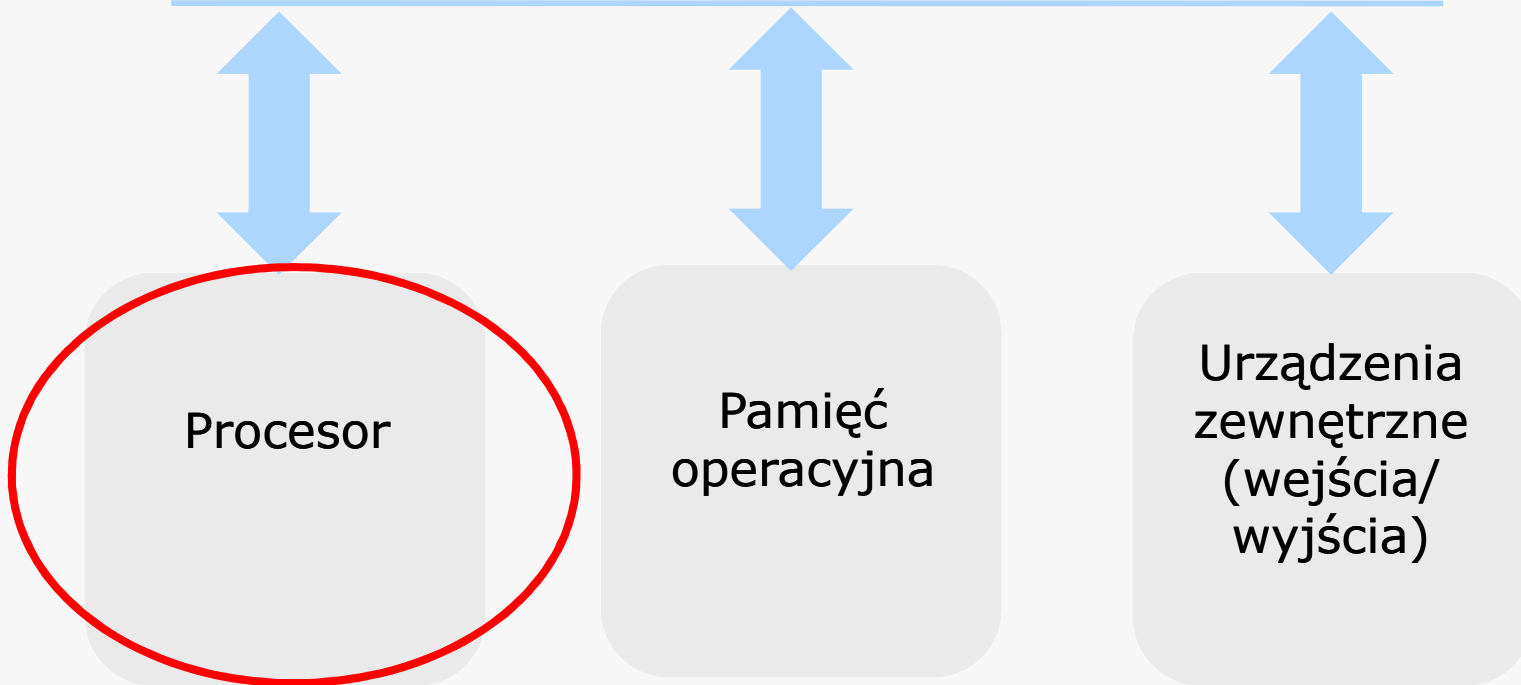 Procesor
Pamięć
operacyjna
Urządzenia
zewnętrzne
(wejścia/
wyjścia)